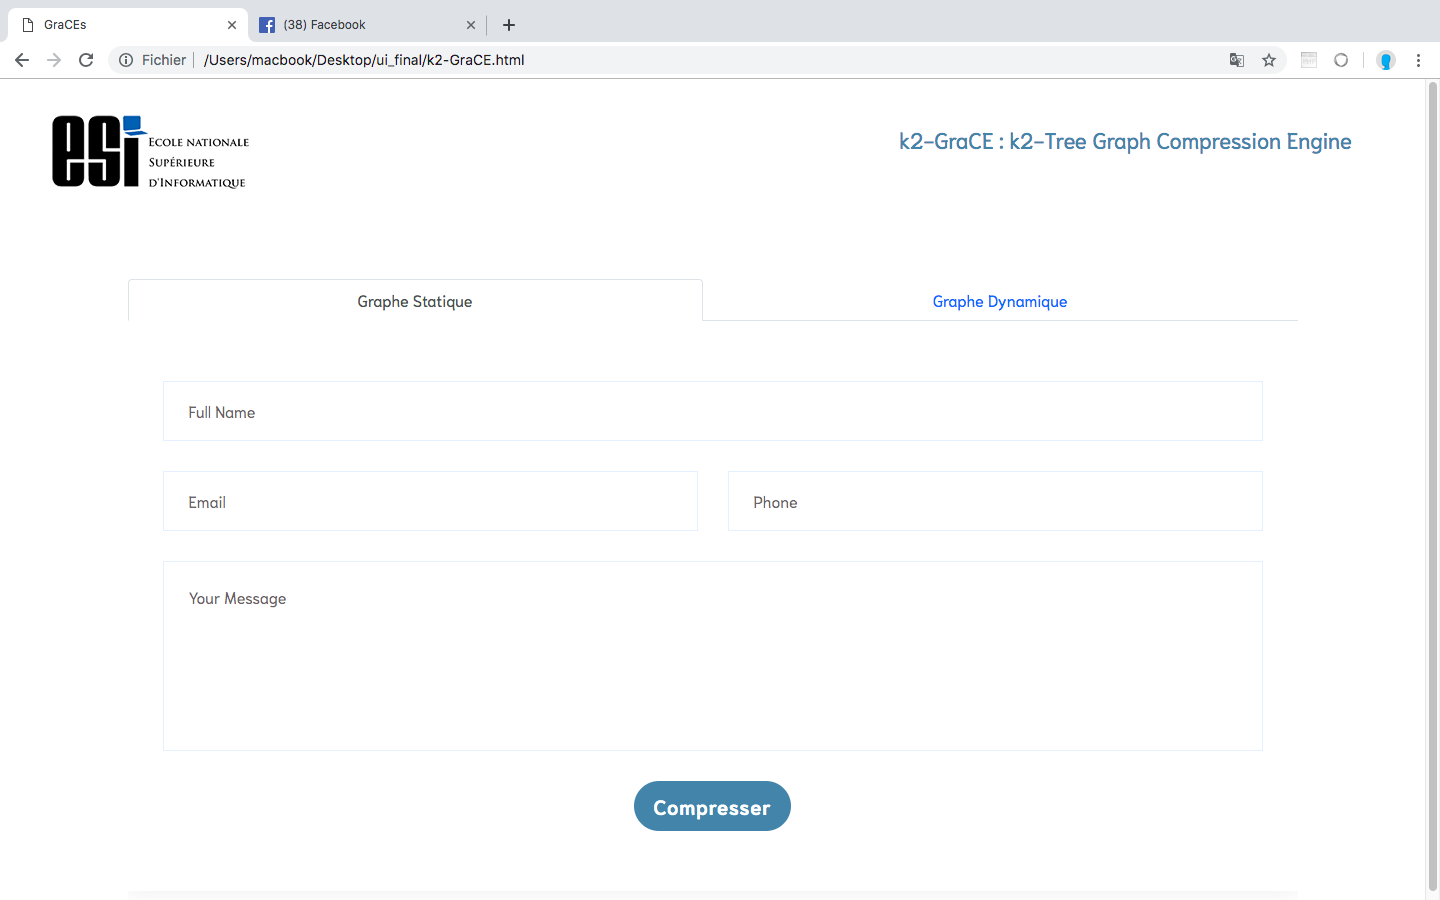 GraCEs
(38) Facebook
Fichier
/Users/macbook/Desktop/ui_final/k2-GraCE.html
esi
Ecole nationale
Supérieure
d'Informatique
k2-GraCE : k2-Tree Graph Compression Engine
Graphe Statique
Graphe Dynamique
Full Name
Email
Phone
Your Message
Compresser